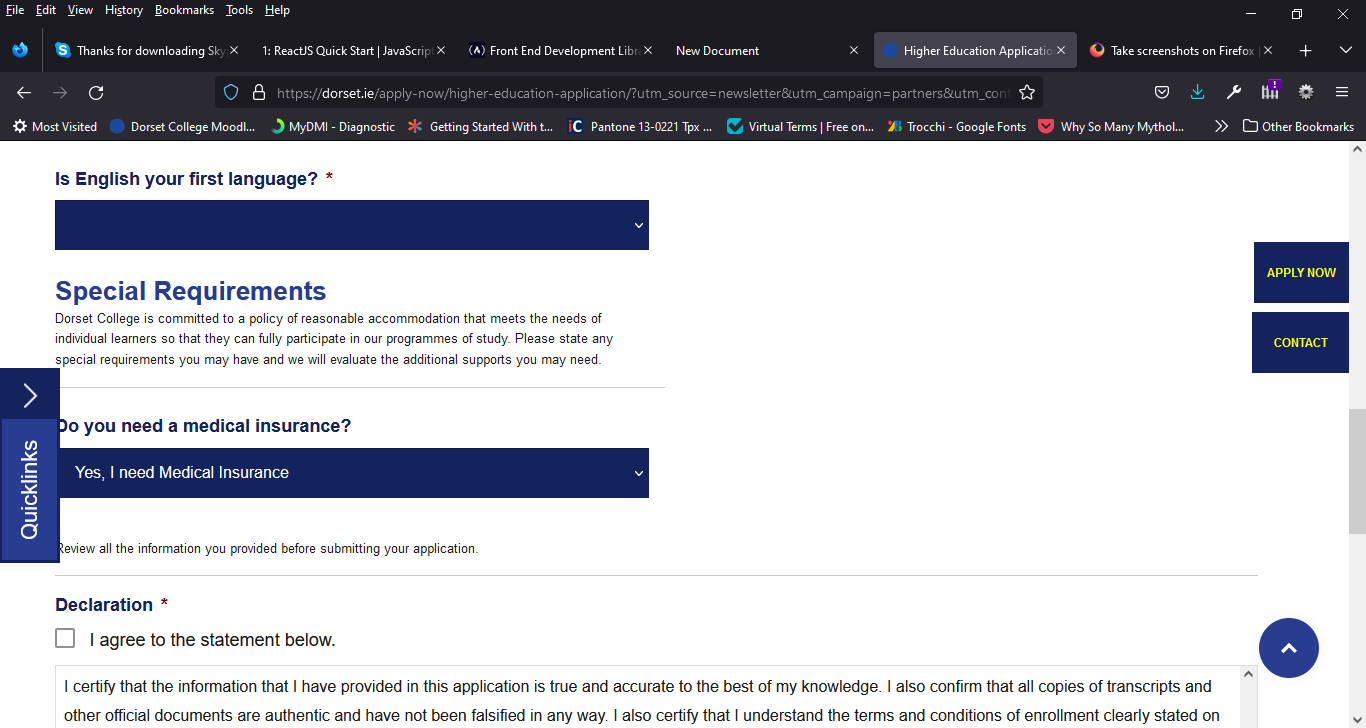 File Edit View History Bookmarks Tools Help
Thanks for downloading Sky 1: ReactJS Quick Start | JavaScript Front End Development Libra New Document Higher Education Applicatio Take screenshots on Firefox |
https://dorset.ie/apply-now/higher-education-application/?utm_source=newsletter&utm_campaign=partners&utm_con
Most Visited Dorset College Moodl... MyDMI - Diagnostic Getting Started With t... iC Pantone 13-0221 Tpx ... Virtual Terms | Free on... Trocchi - Google Fonts Why So Many Mythol... Other Bookmarks
Is English your first language? *
APPLY NOW
Special Requirements
Dorset College is committed to a policy of reasonable accommodation that meets the needs of
individual learners so that they can fully participate in our programmes of study. Please state any
special requirements you may have and we will evaluate the additional supports you may need.
CONTACT
Do you need a medical insurance?
Yes, I need Medical Insurance
Quicklinks
Review all the information you provided before submitting your application.
Declaration *
I agree to the statement below.
I certify that the information that I have provided in this application is true and accurate to the best of my knowledge. I also confirm that all copies of transcripts and
other official documents are authentic and have not been falsified in any way. I also certify that I understand the terms and conditions of enrollment clearly stated on